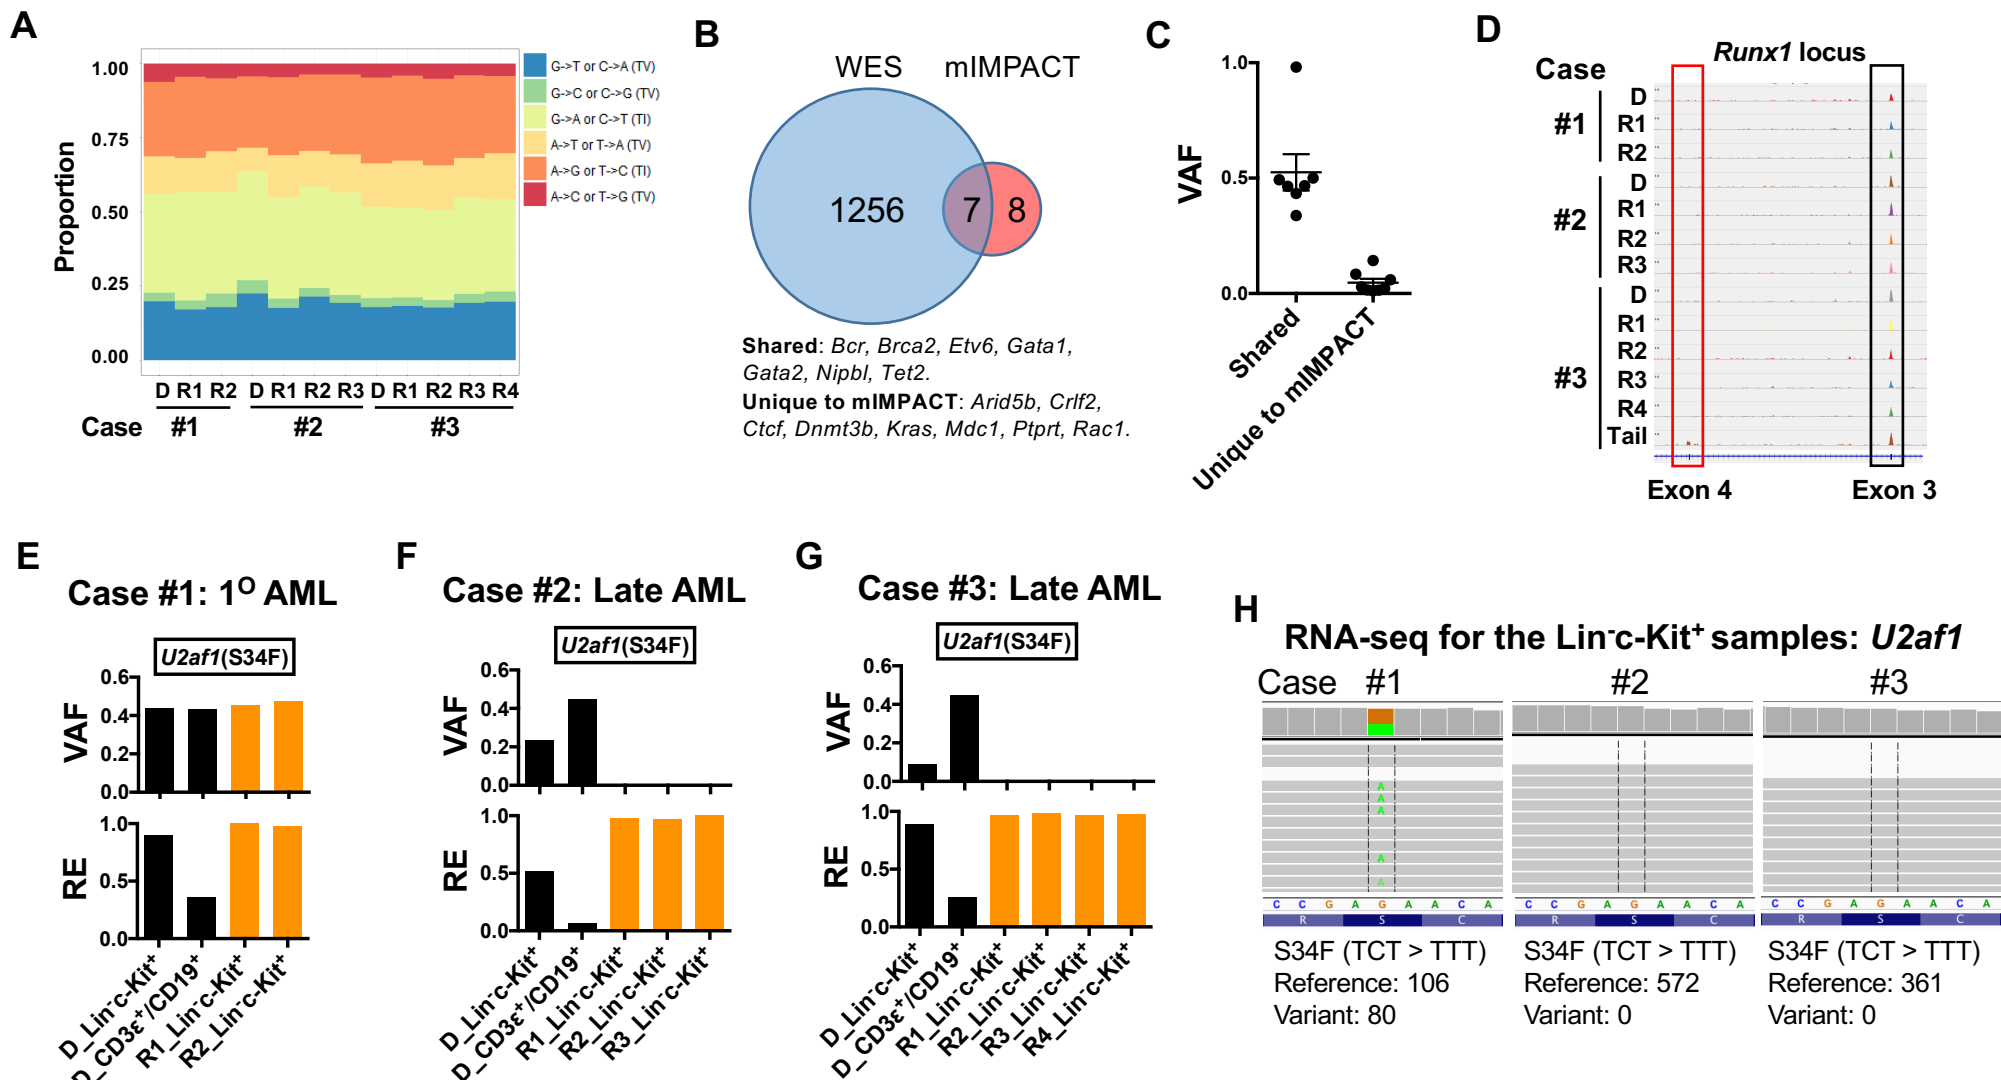 A
1.00
0.75
0.50
0.25
0.00
Proportion
G->T or C->A (TV)
G->C or C->G (TV)
G->A or C->T (TI)
A->T or T->A (TV)
A->G or T->C (TI)
A->C or T->G (TV)
D R1 R2 D R1 R2 R3 D R1 R2 R3 R4
Case #1 #2 #3
B
WES mIMPACT
1256 7 8
Shared: Bcr, Brca2, Etv6, Gata1,
Gata2, Nipbl, Tet2.
Unique to mIMPACT: Arid5b, Crlf2,
Ctcf, Dnmt3b, Kras, Mdc1, Ptprt, Rac1.
C
VAF
1.0
0.5
0.0
Shared
Unique to mIMPACT
D
Runx1 locus
Case
#1
D
R1
R2
#2
D
R1
R2
R3
#3
D
R1
R2
R3
R4
Tail
Exon 4 Exon 3
E
Case #1: 1º AML
U2af1(S34F)
VAF
0.6
0.4
0.2
0.0
RE
1.0
0.5
0.0
D_Lin⁻c-Kit⁺
D_CD3ε⁺/CD19⁺
R1_Lin⁻c-Kit⁺
R2_Lin⁻c-Kit⁺
F
Case #2: Late AML
U2af1(S34F)
VAF
0.6
0.4
0.2
0.0
RE
1.0
0.5
0.0
D_Lin⁻c-Kit⁺
D_CD3ε⁺/CD19⁺
R1_Lin⁻c-Kit⁺
R2_Lin⁻c-Kit⁺
R3_Lin⁻c-Kit⁺
G
Case #3: Late AML
U2af1(S34F)
VAF
0.6
0.4
0.2
0.0
RE
1.0
0.5
0.0
D_Lin⁻c-Kit⁺
D_CD3ε⁺/CD19⁺
R1_Lin⁻c-Kit⁺
R2_Lin⁻c-Kit⁺
R3_Lin⁻c-Kit⁺
R4_Lin⁻c-Kit⁺
H
RNA-seq for the Lin⁻c-Kit⁺ samples: U2af1
Case #1 #2 #3
A
A
A
A
A
C C G A G A A C A
R S C
C C G A G A A C A
R S C
C C G A G A A C A
R S C
S34F (TCT > TTT)
Reference: 106
Variant: 80
S34F (TCT > TTT)
Reference: 572
Variant: 0
S34F (TCT > TTT)
Reference: 361
Variant: 0